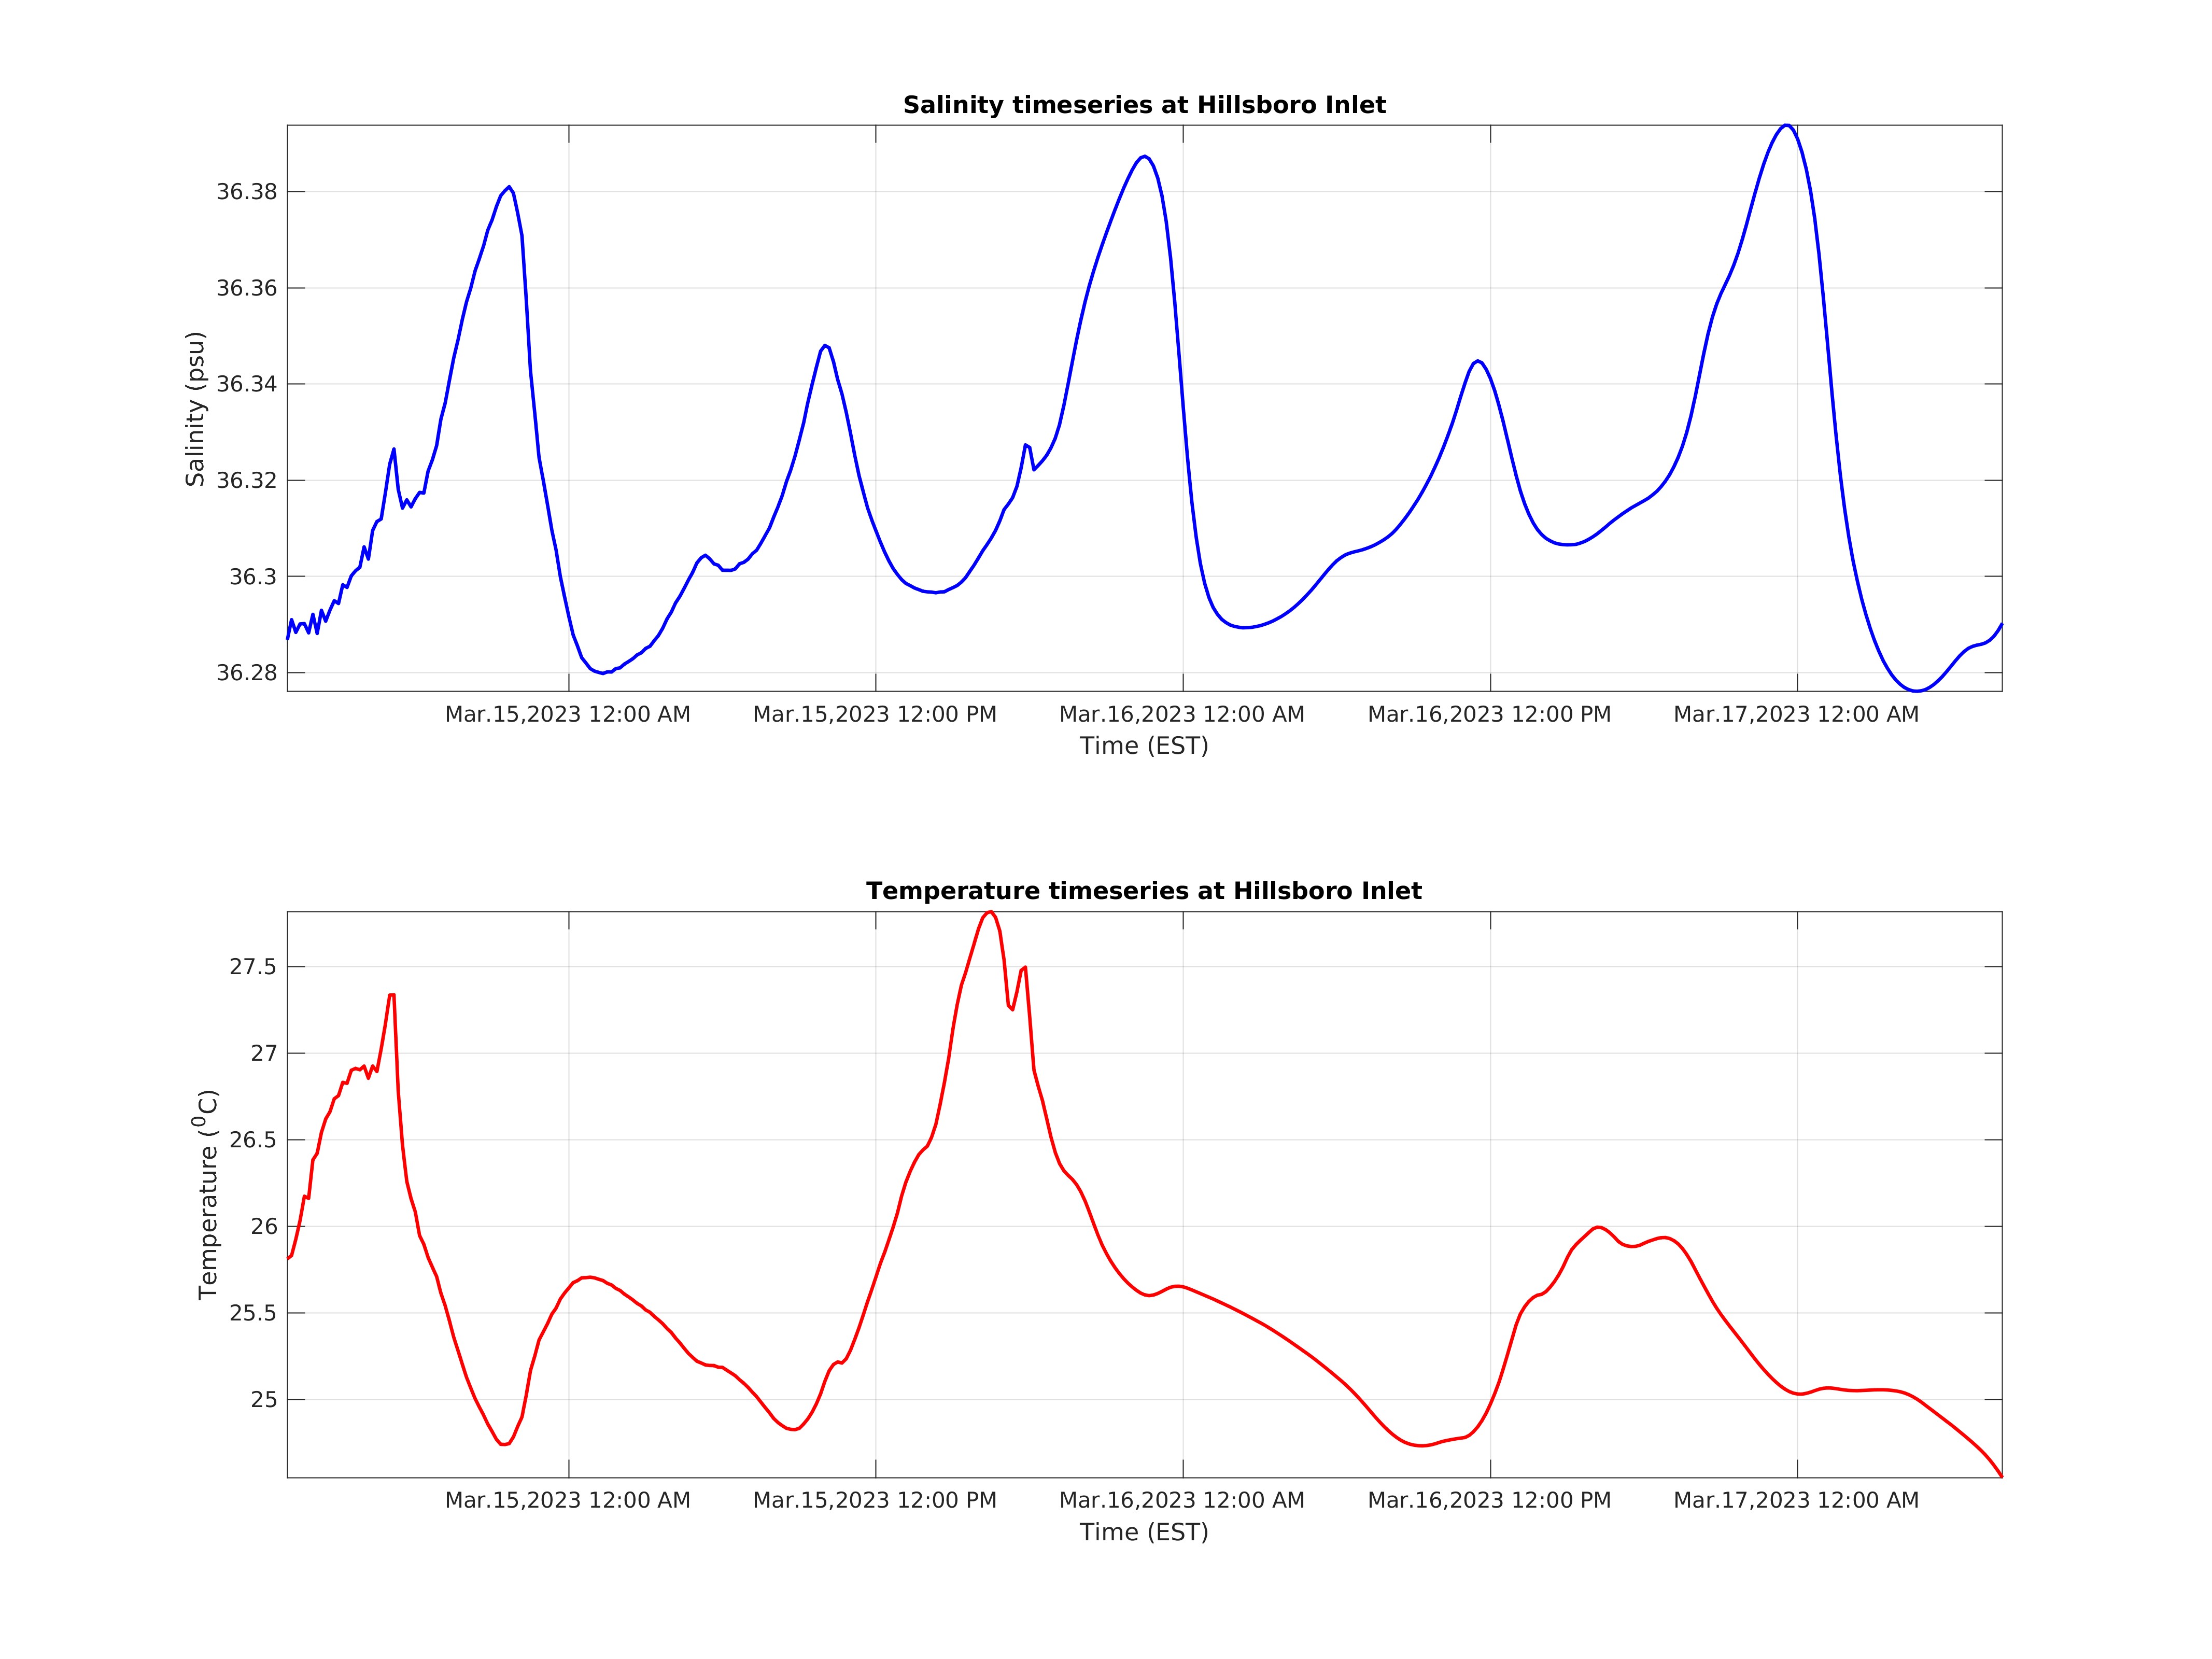 Salinity timeseries at Hillsboro Inlet
36.38
36.36
36.34
36.32
36.3
36.28
Salinity (psu)
Mar.15,2023 12:00 AM Mar.15,2023 12:00 PM Mar.16,2023 12:00 AM Mar.16,2023 12:00 PM Mar.17,2023 12:00 AM
Time (EST)
Temperature timeseries at Hillsboro Inlet
27.5
27
26.5
26
25.5
25
Temperature (⁰C)
Mar.15,2023 12:00 AM Mar.15,2023 12:00 PM Mar.16,2023 12:00 AM Mar.16,2023 12:00 PM Mar.17,2023 12:00 AM
Time (EST)